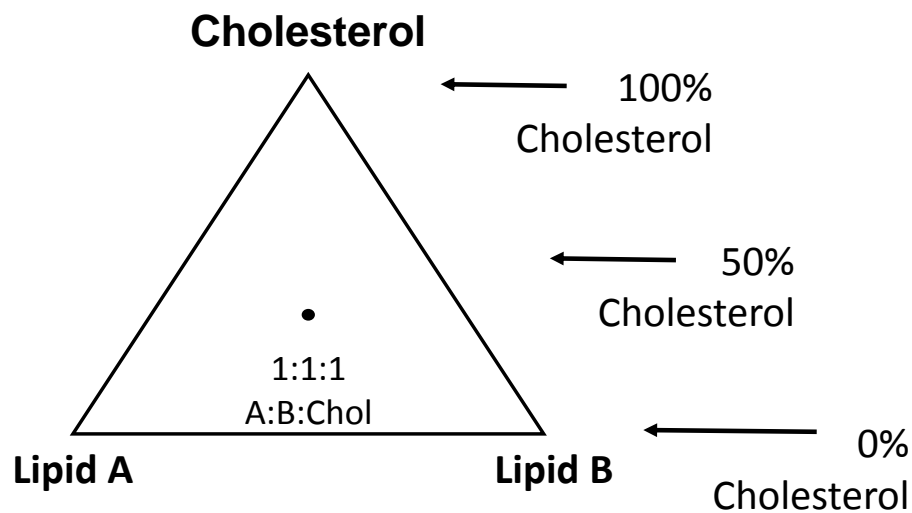 Cholesterol
100%
Cholesterol
50%
Cholesterol
1:1:1
A:B:Chol
0%
Cholesterol
Lipid A
Lipid B